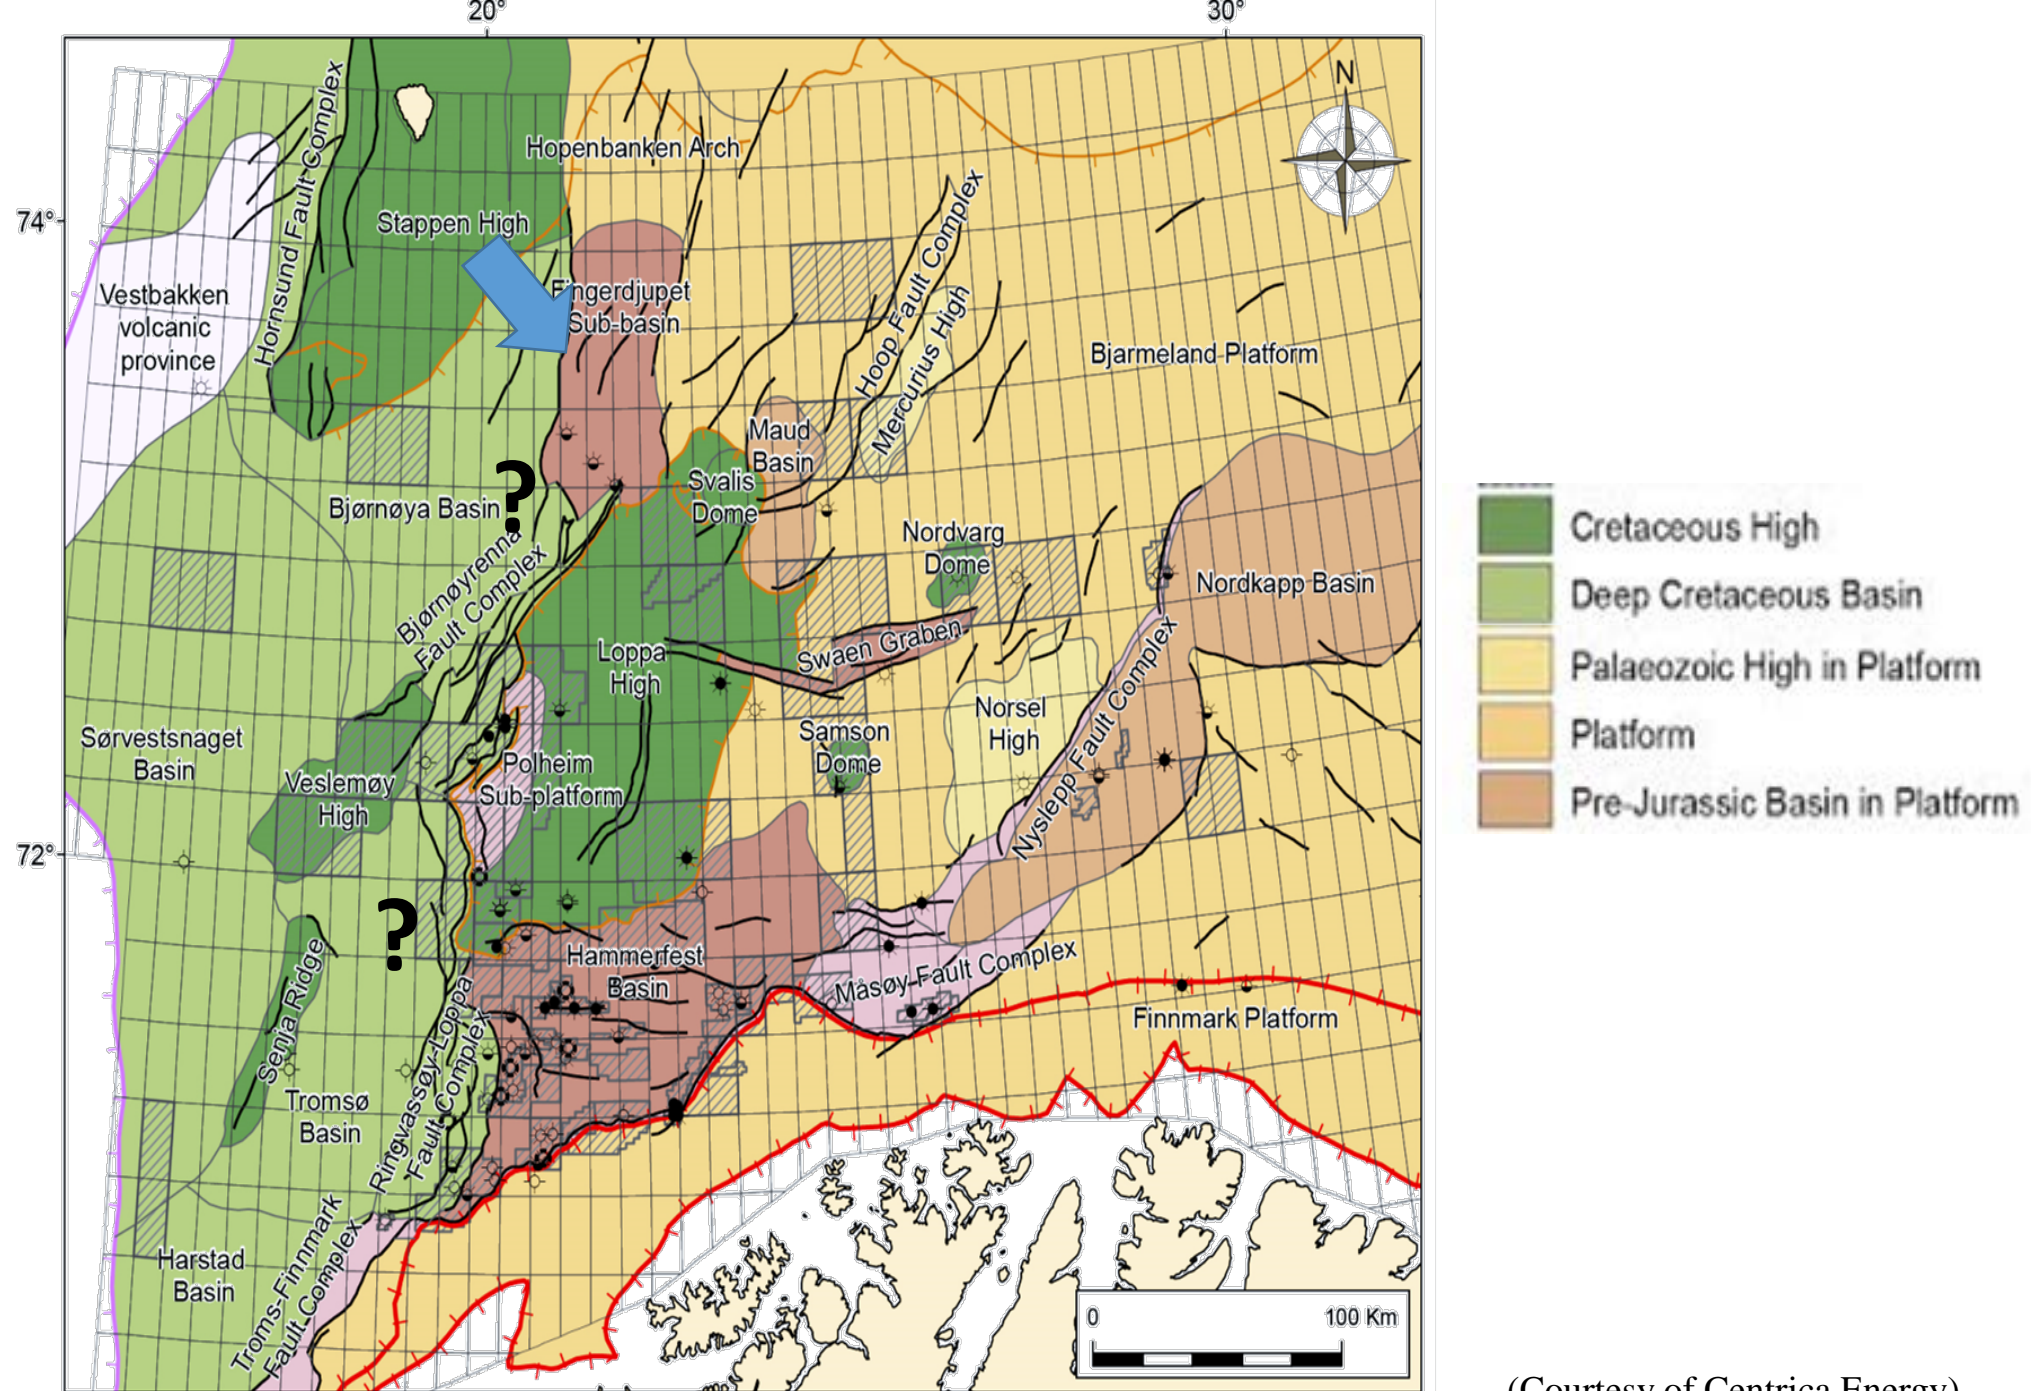 20°
30°
N
Hopenbanken Arch
74°
Stappen High
Hornsund Fault Complex
Vestbakken
volcanic
province
Fingerdjupet
Sub-basin
Hoop Fault Complex
Mercurius High
Bjarmeland Platform
Maud
Basin
Svalis
Dome
?
Bjørnøya Basin
Nordvarg
Dome
Nordkapp Basin
Bjørnøyrenna
Fault Complex
Loppa
High
Swaen Graben
Norsel
High
Nyslepp Fault Complex
Sørvestsnaget
Basin
Samson
Dome
Veslemøy
High
Polheim
Sub-platform
72°
?
Hammerfest
Basin
Måsøy Fault Complex
Finnmark Platform
Senja Ridge
Tromsø
Basin
Ringvassøy-Loppa
Fault Complex
Harstad
Basin
Troms-Finnmark
Fault Complex
0 100 Km
Cretaceous High
Deep Cretaceous Basin
Palaeozoic High in Platform
Platform
Pre-Jurassic Basin in Platform
(Courtesy of Centrica Energy)